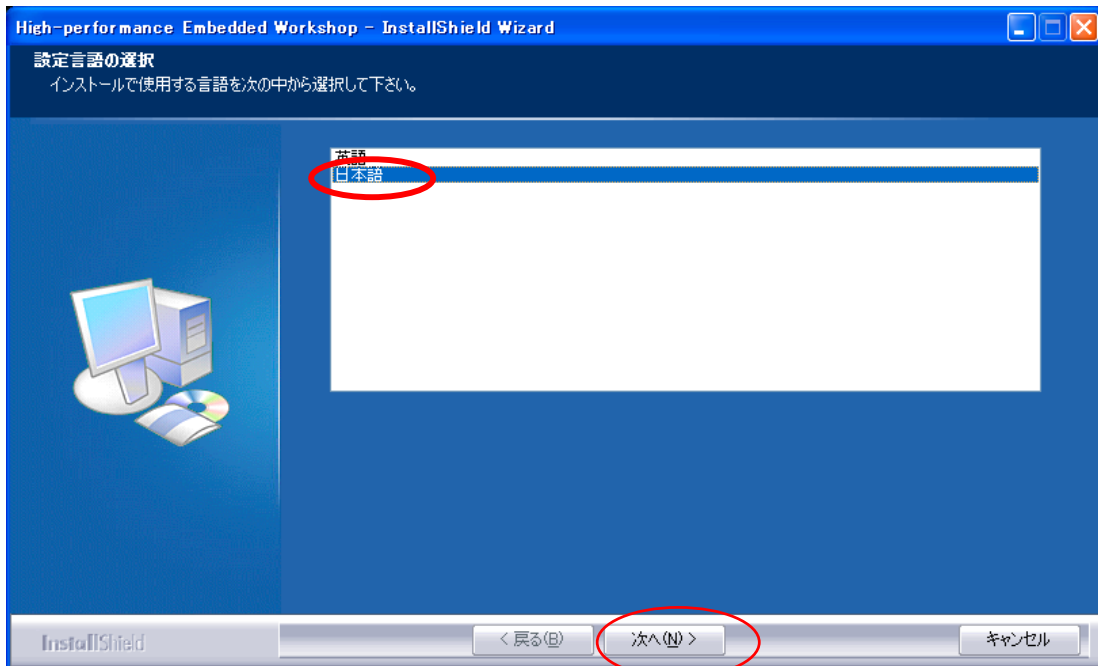 High-performance Embedded Workshop - InstallShield Wizard
設定言語の選択
インストールで使用する言語を次の中から選択して下さい。
英語
日本語
InstallShield
< 戻る(B)
次へ(N) >
キャンセル